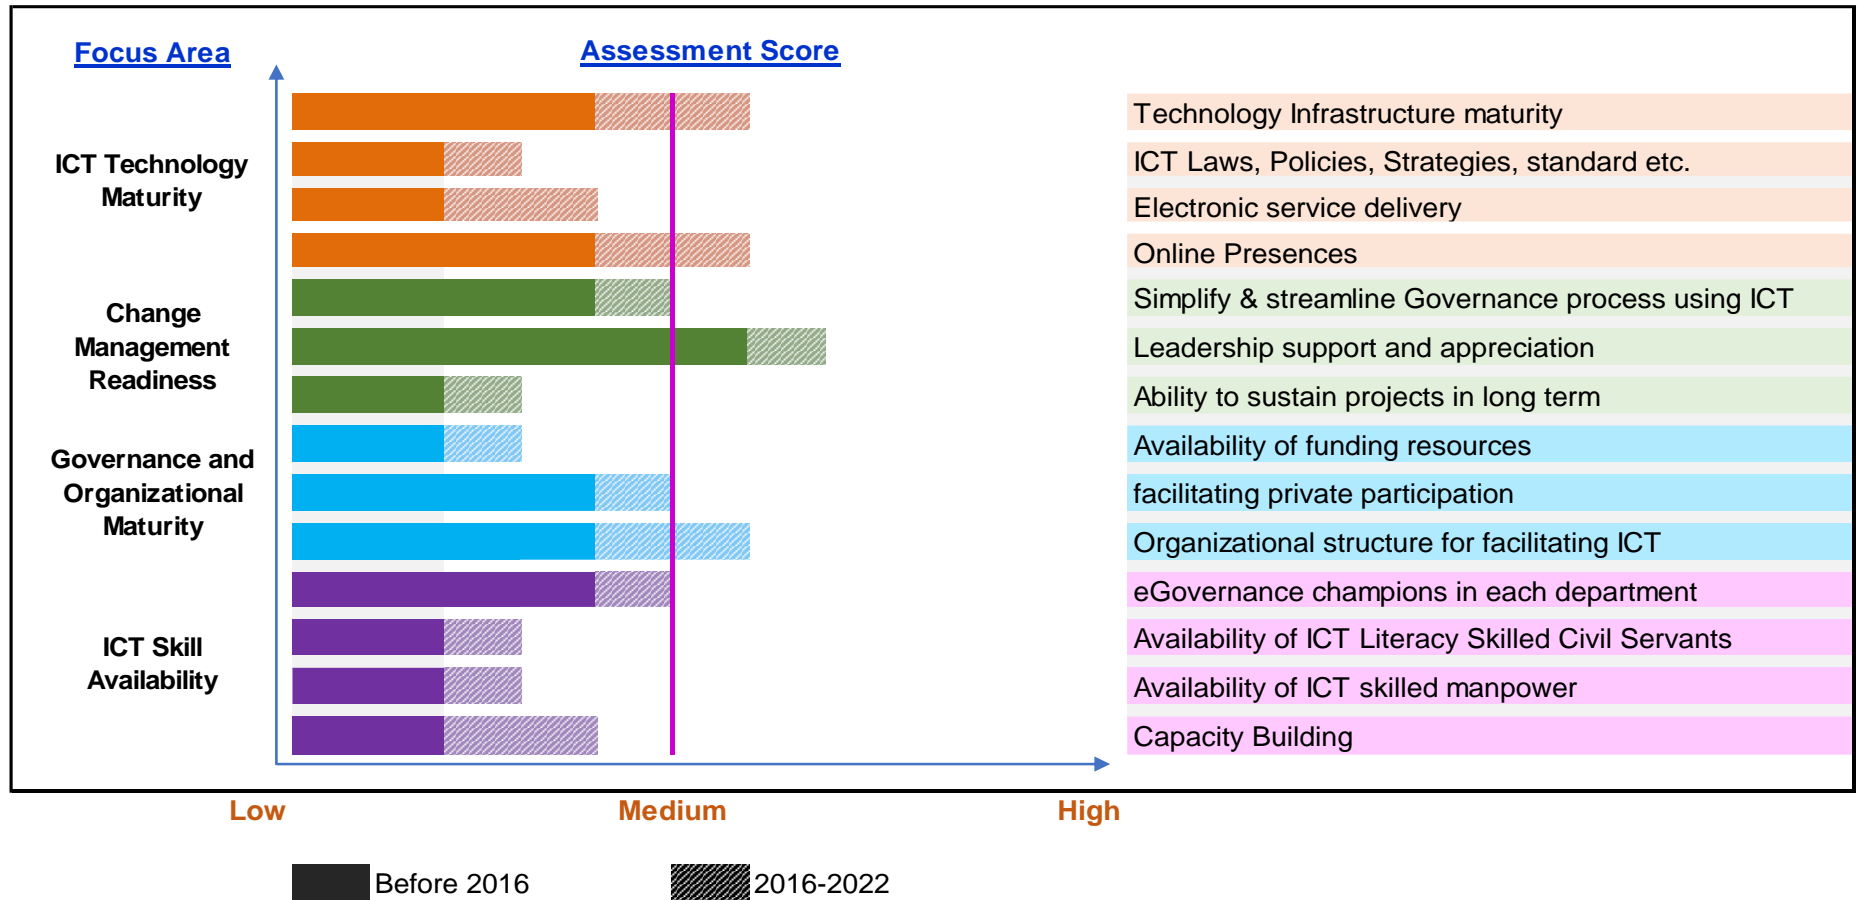 Focus Area
Assessment Score
ICT Technology
Maturity
Change
Management
Readiness
Governance and
Organizational
Maturity
ICT Skill
Availability
Technology Infrastructure maturity
ICT Laws, Policies, Strategies, standard etc.
Electronic service delivery
Online Presences
Simplify & streamline Governance process using ICT
Leadership support and appreciation
Ability to sustain projects in long term
Availability of funding resources
facilitating private participation
Organizational structure for facilitating ICT
eGovernance champions in each department
Availability of ICT Literacy Skilled Civil Servants
Availability of ICT skilled manpower
Capacity Building
Low
Medium
High
Before 2016
2016-2022